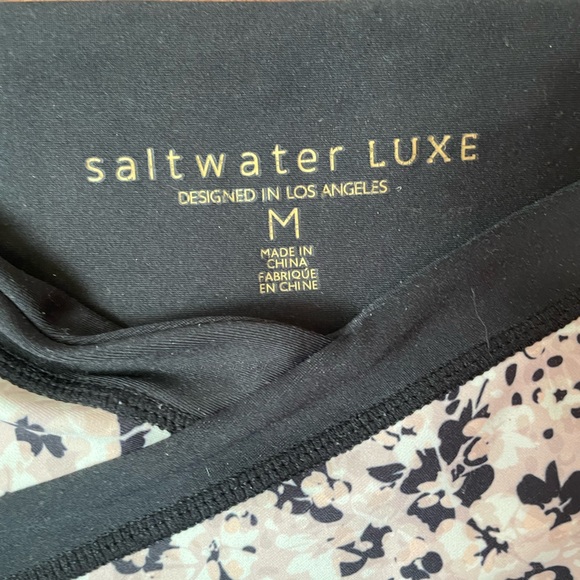 saltwater LUXE
DESIGNED IN LOS ANGELES
M
MADE IN
CHINA
FABRIQUÉ
EN CHINE